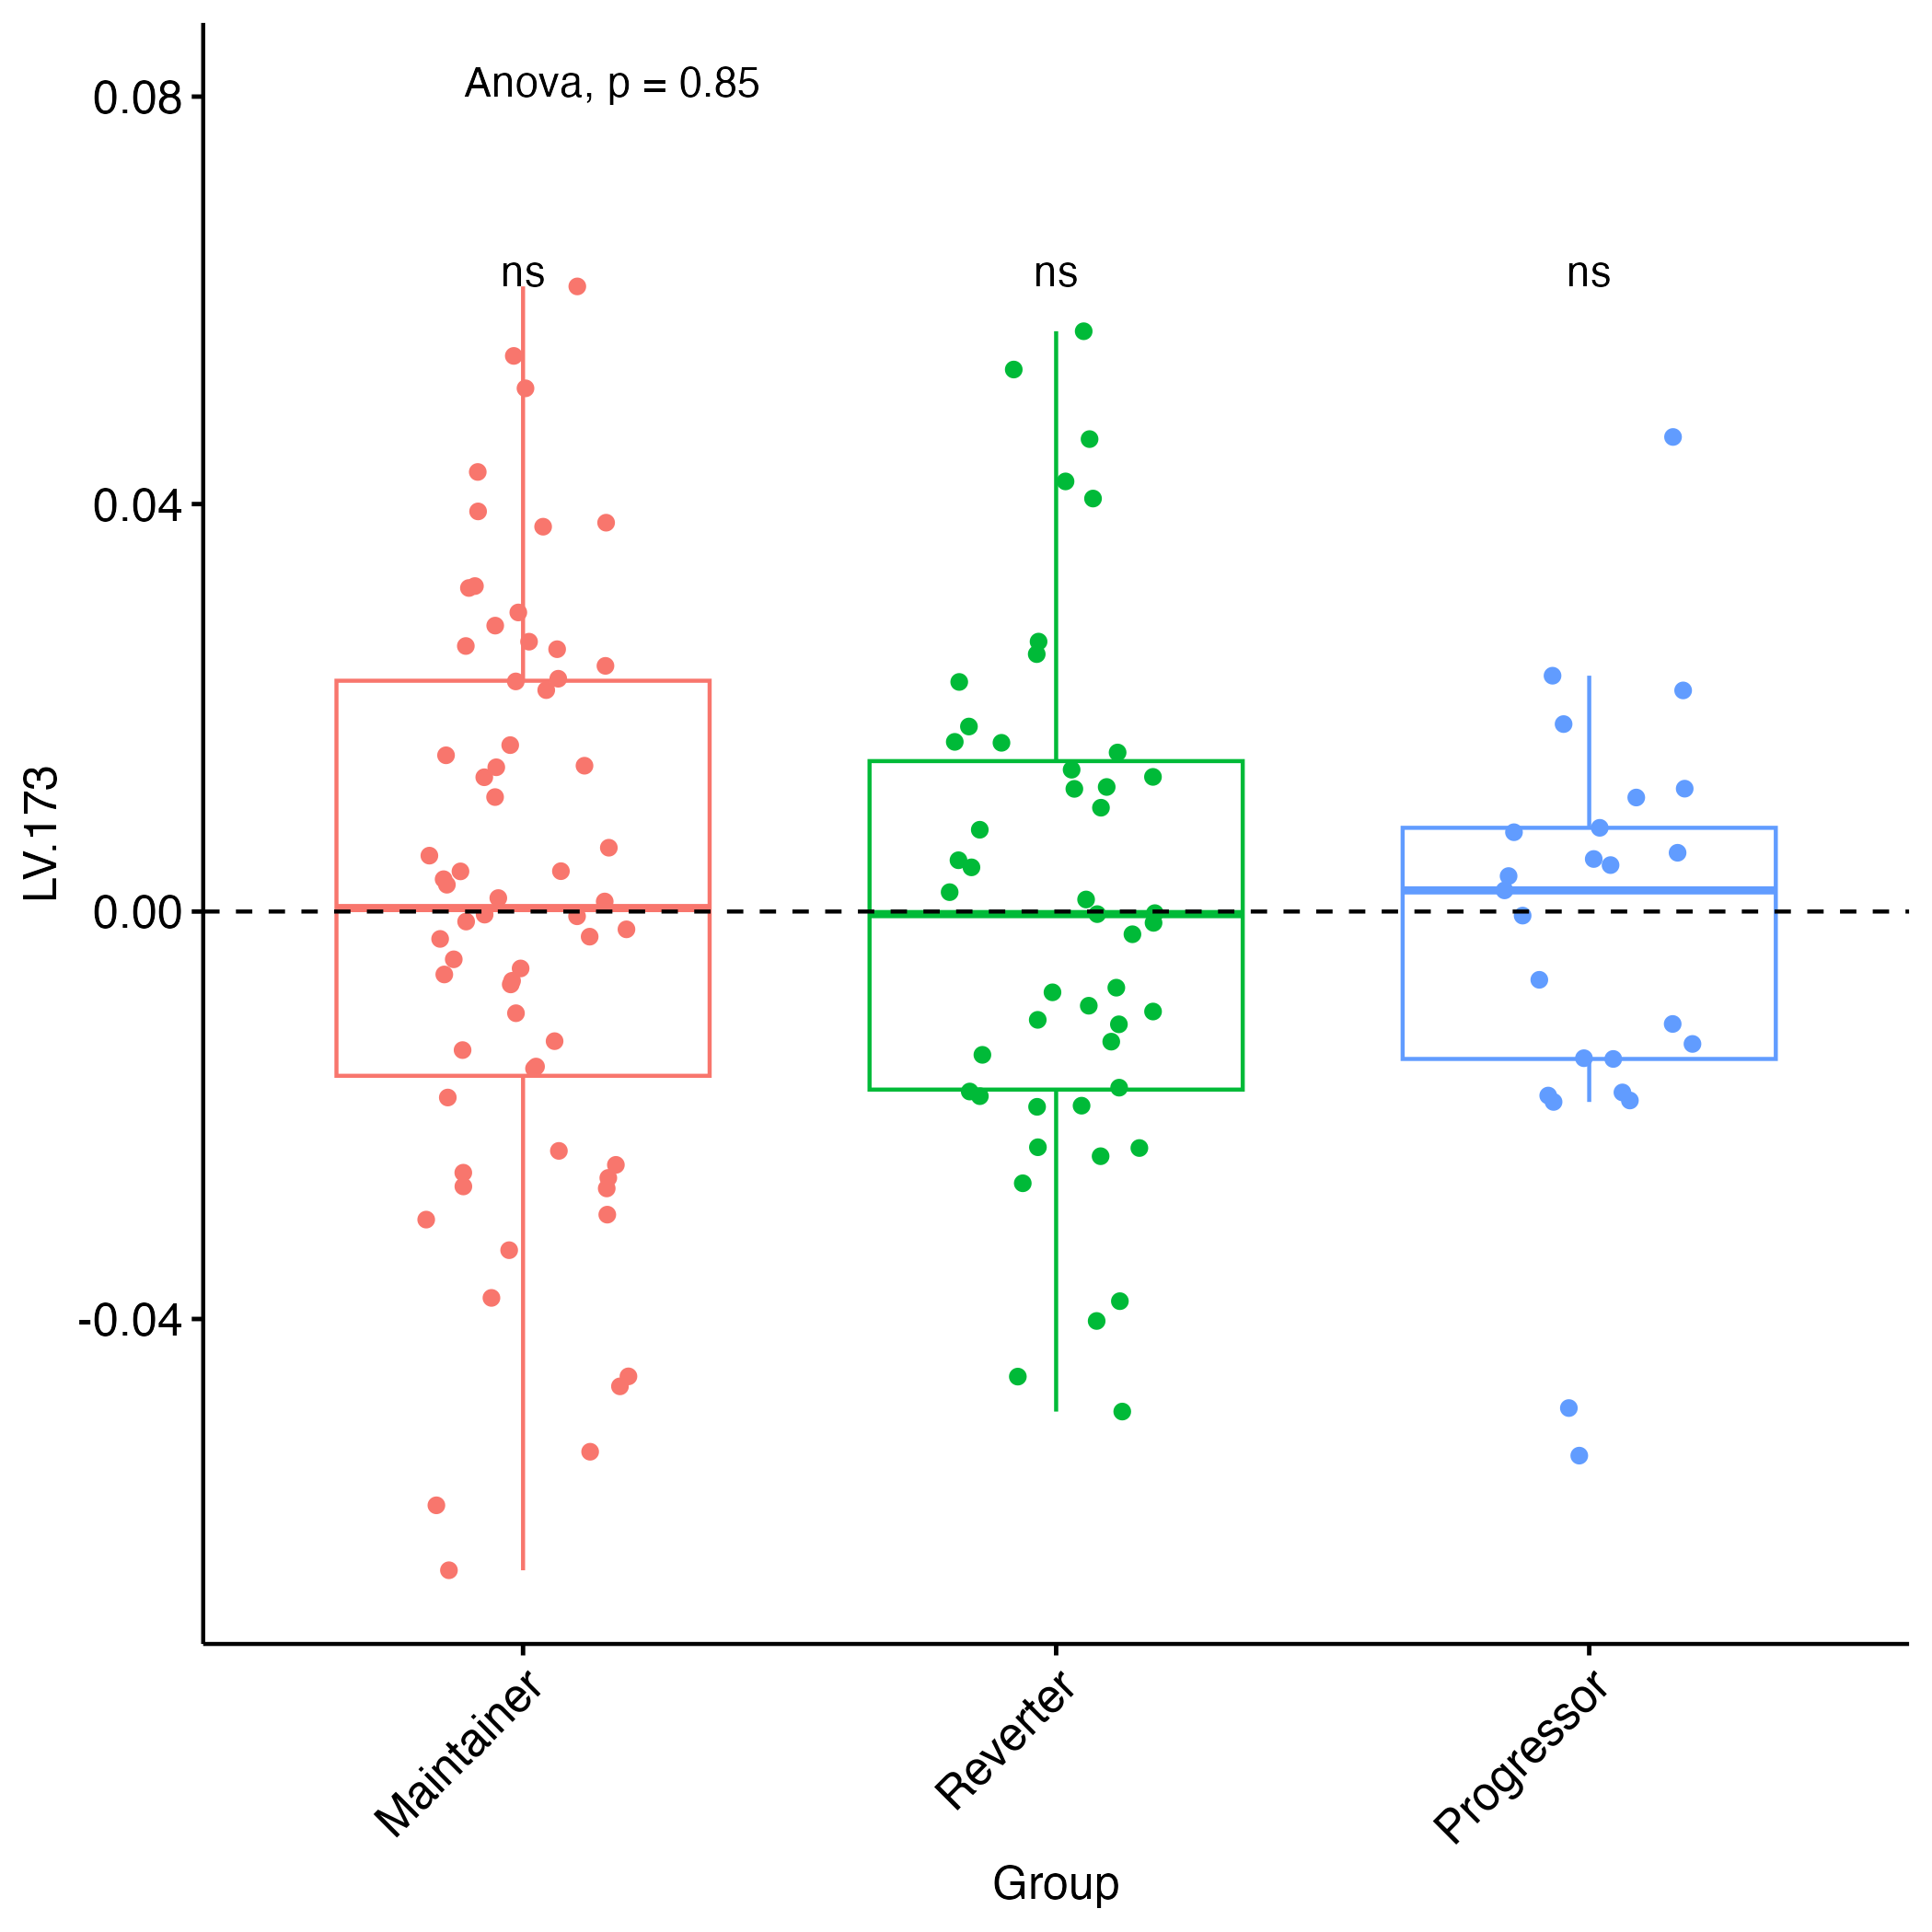 Anova, p = 0.85
0.08
ns ns ns
0.04
LV.173
0.00
-0.04
Maintainer Reverter Progressor
Group